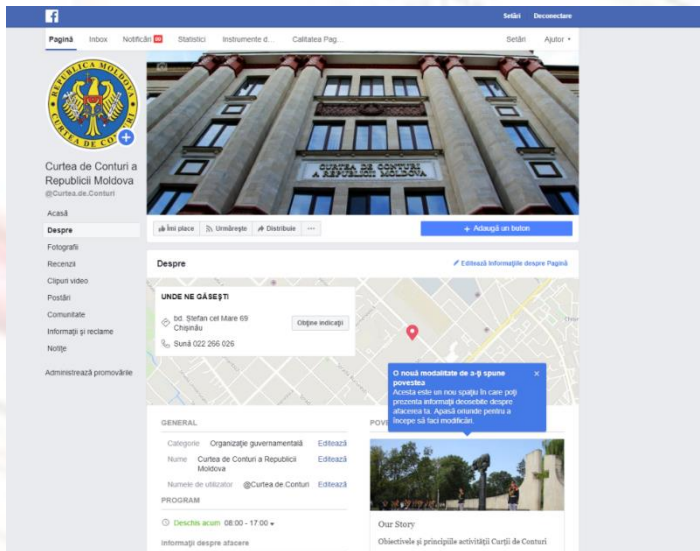 Setări Deconectare
Pagină Inbox Notificări Statistici Instrumente d... Calitatea Pag... Setări Ajutor
REPUBLICA MOLDOVA
CURTEA DE CONTURI
CURTEA DE CONTURI
A REPUBLICII MOLDOVA
Curtea de Conturi a
Republicii Moldova
@Curtea.de.Conturi
Acasă
Despre
Fotografii
Recenzii
Clipuri video
Postări
Comunitate
Informații și reclame
Notițe
Administrează promovările
Îmi place Urmărește Distribuie ...
+ Adaugă un buton
Despre
Editează informațiile despre Pagină
UNDE NE GĂSEȘTI
bd. Ștefan cel Mare 69
Chișinău
Obține indicații
Sună 022 266 026
O nouă modalitate de a-ți spune
povestea
Acesta este un nou spațiu în care poți
prezenta informații deosebite despre
afacerea ta. Apasă oriunde pentru a
începe să faci modificări.
GENERAL
Categorie Organizație guvernamentală Editează
Nume Curtea de Conturi a Republicii
Moldova Editează
Numele de utilizator @Curtea.de.Conturi Editează
PROGRAM
Deschis acum 08:00 - 17:00
Informații despre afacere
POVE
Our Story
Obiectivele și principiile activității Curții de Conturi